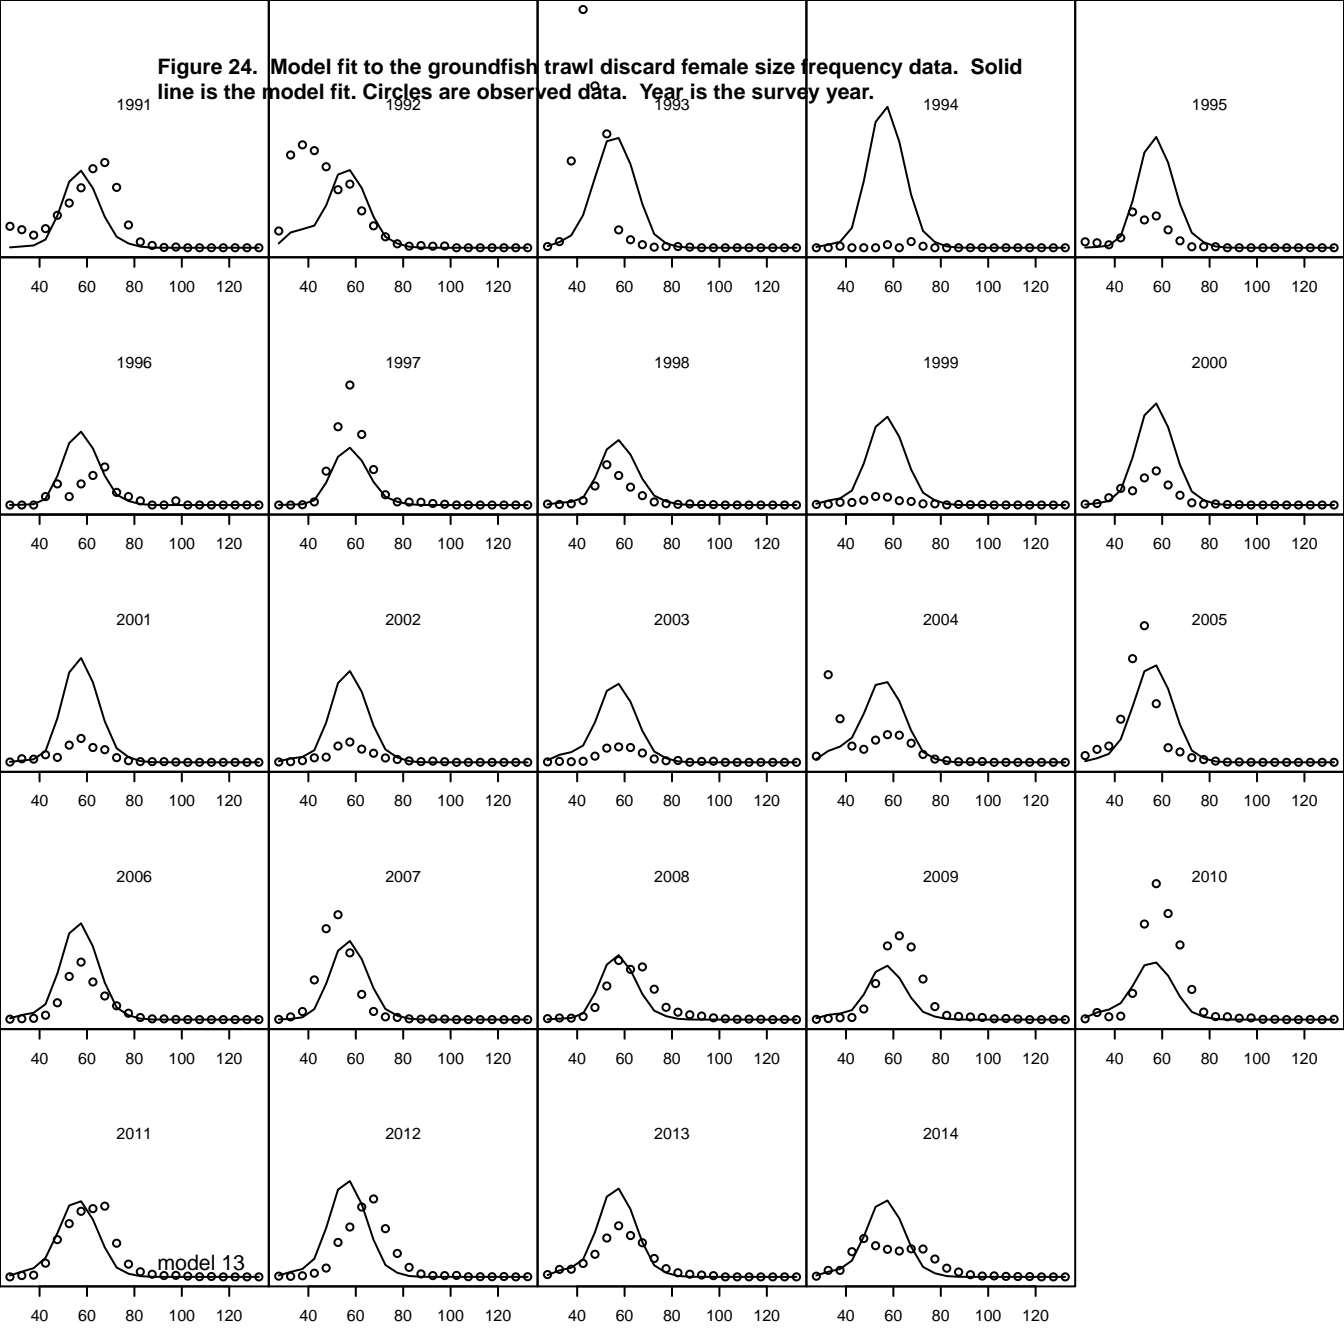 Figure 24.  Model fit to the groundfish trawl discard female size frequency data.  Solid
line is the model fit. Circles are observed data.  Year is the survey year.
1991 1992 1993 1994 1995
40 60 80 100 120 40 60 80 100 120 40 60 80 100 120 40 60 80 100 120 40 60 80 100 120
1996 1997 1998 1999 2000
40 60 80 100 120 40 60 80 100 120 40 60 80 100 120 40 60 80 100 120 40 60 80 100 120
2001 2002 2003 2004 2005
40 60 80 100 120 40 60 80 100 120 40 60 80 100 120 40 60 80 100 120 40 60 80 100 120
2006 2007 2008 2009 2010
40 60 80 100 120 40 60 80 100 120 40 60 80 100 120 40 60 80 100 120 40 60 80 100 120
2011 2012 2013 2014
model 13
40 60 80 100 120 40 60 80 100 120 40 60 80 100 120 40 60 80 100 120